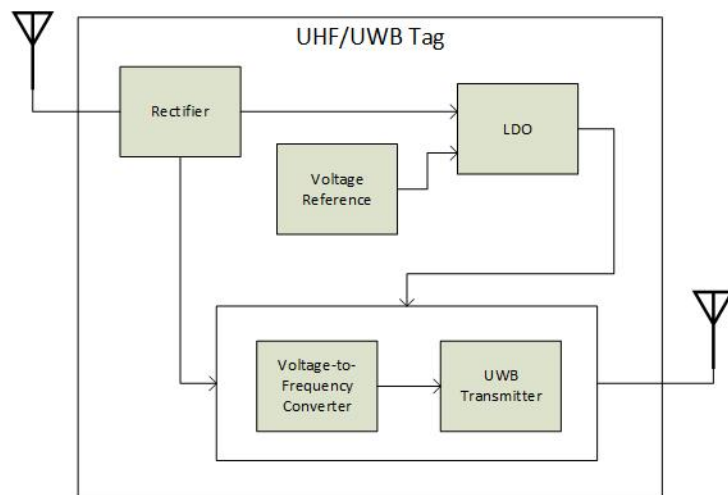 UHF/UWB Tag
Rectifier
LDO
Voltage
Reference
Voltage-to-
Frequency
Converter
UWB
Transmitter